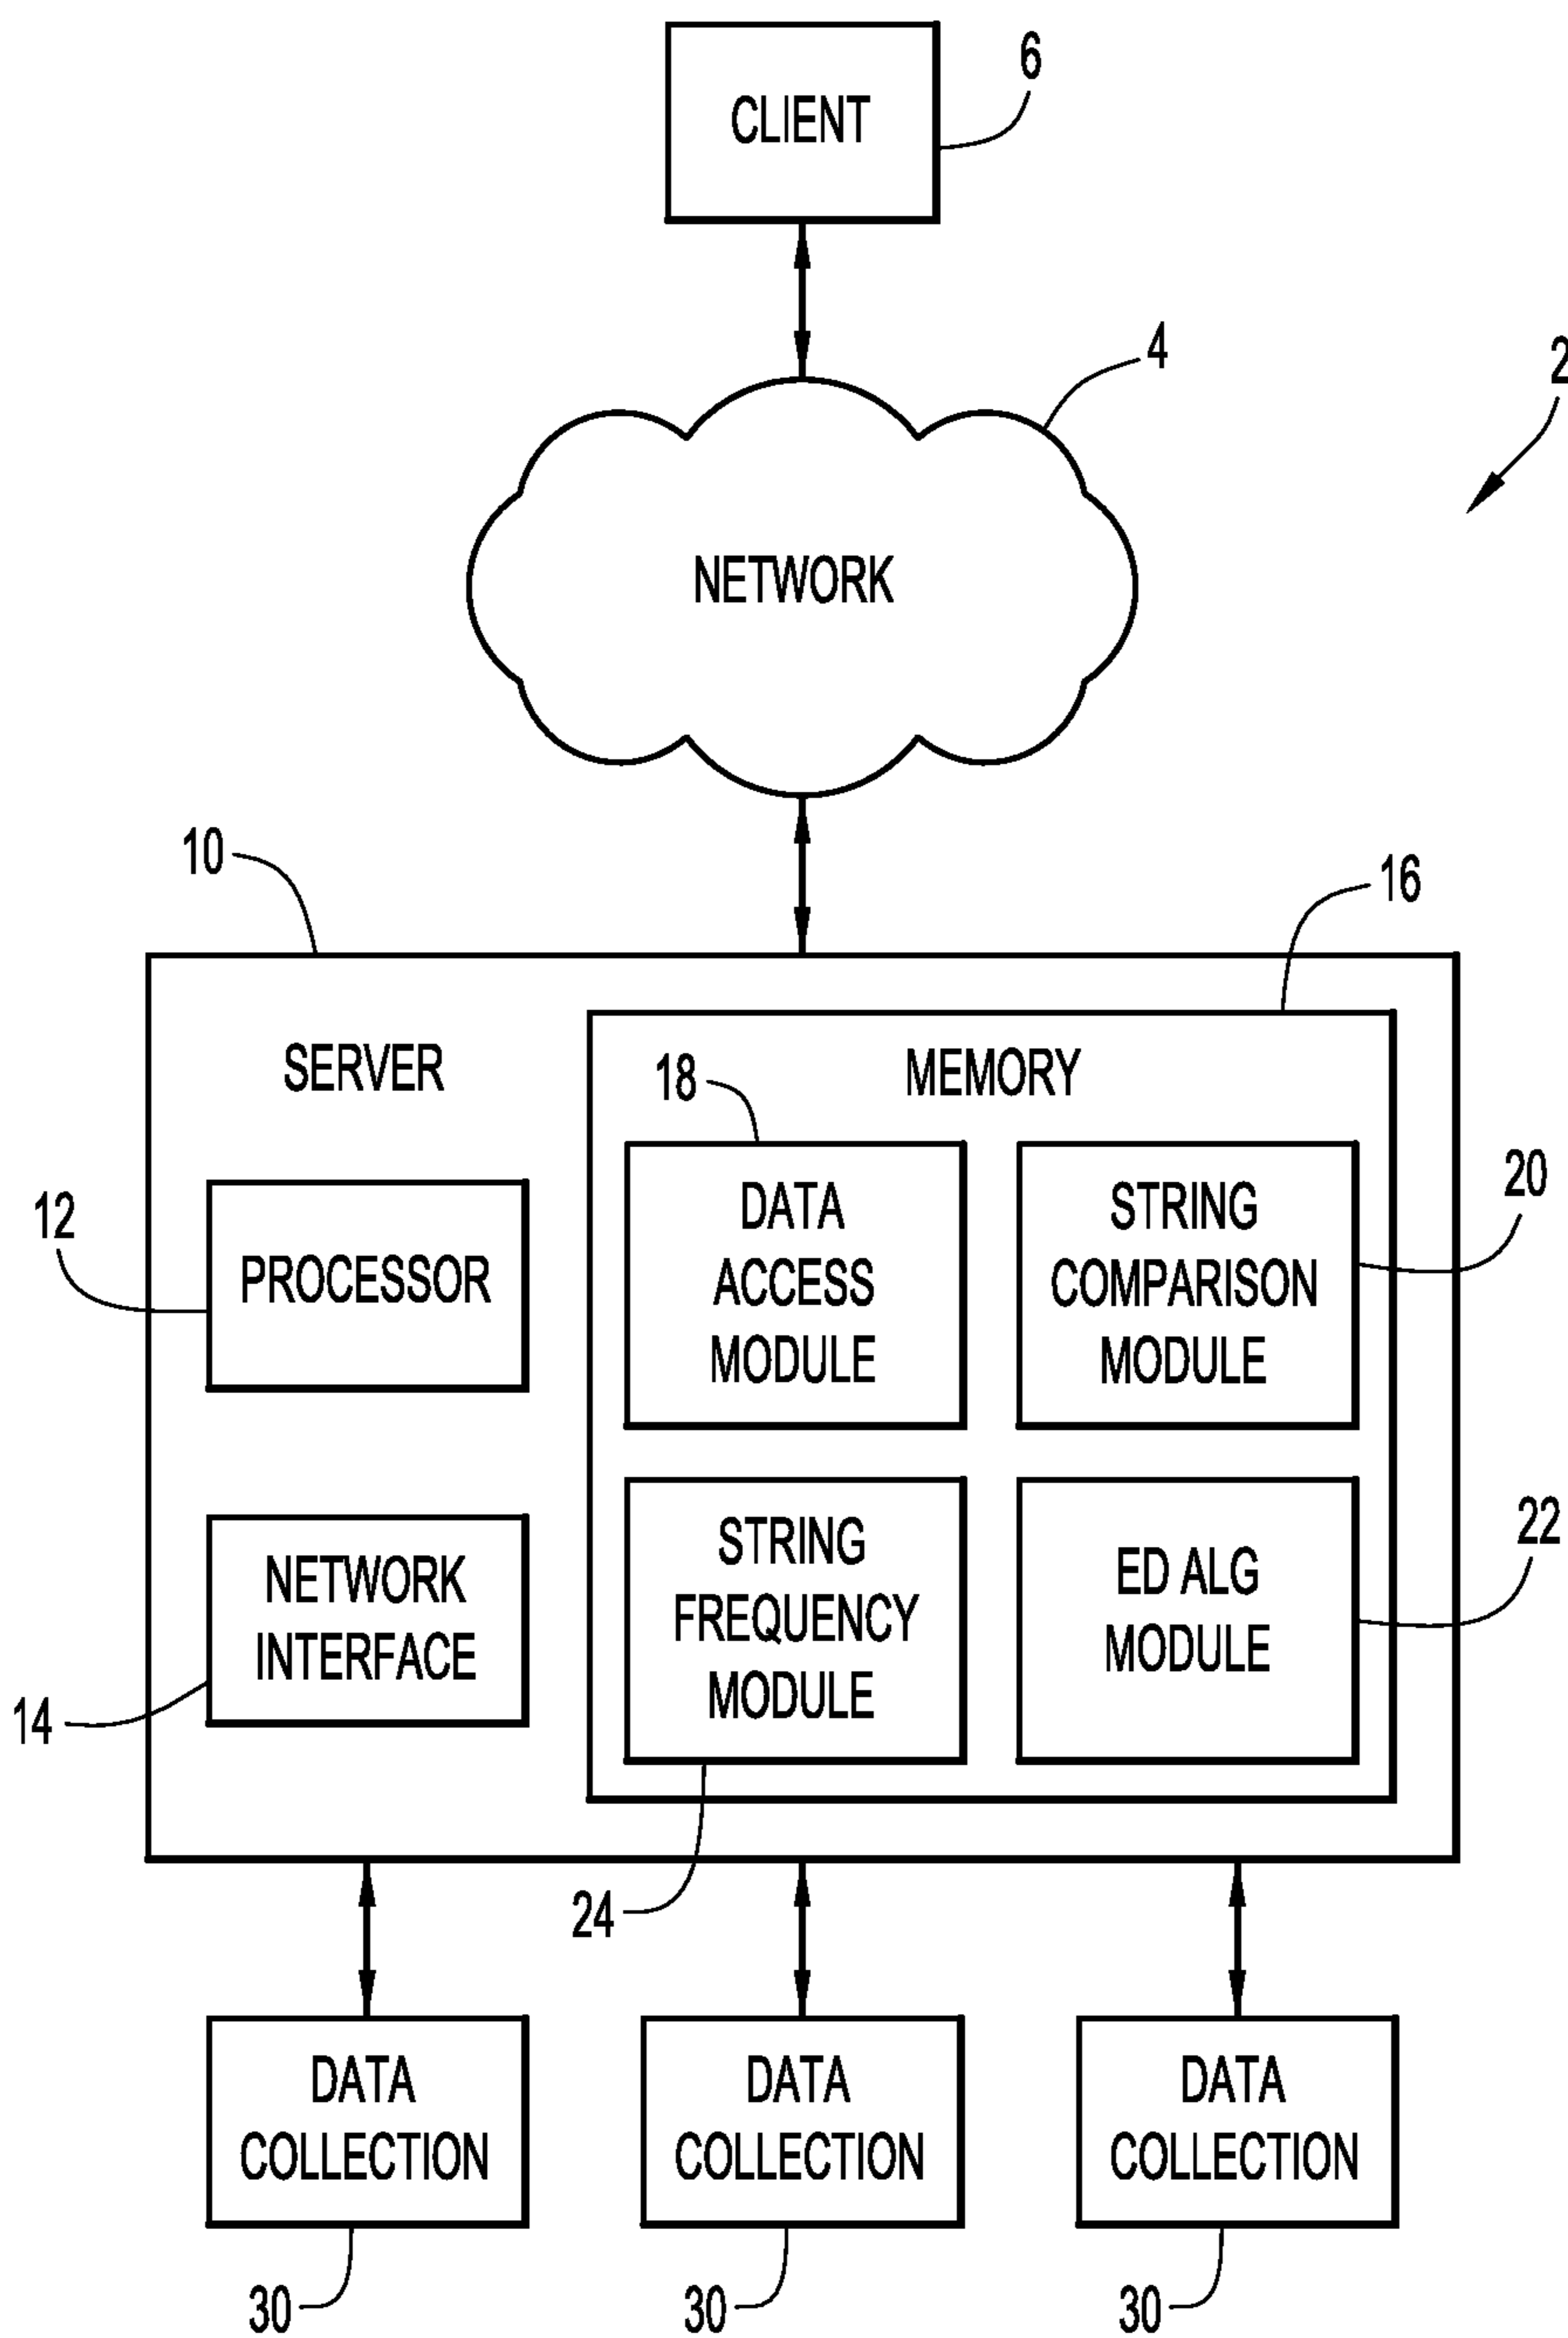 CLIENT
6
4
2
NETWORK
10
16
SERVER
MEMORY
18
DATA
ACCESS
MODULE
STRING
COMPARISON
MODULE
20
12
PROCESSOR
STRING
FREQUENCY
MODULE
ED ALG
MODULE
22
NETWORK
INTERFACE
14
24
DATA
COLLECTION
DATA
COLLECTION
DATA
COLLECTION
30
30
30